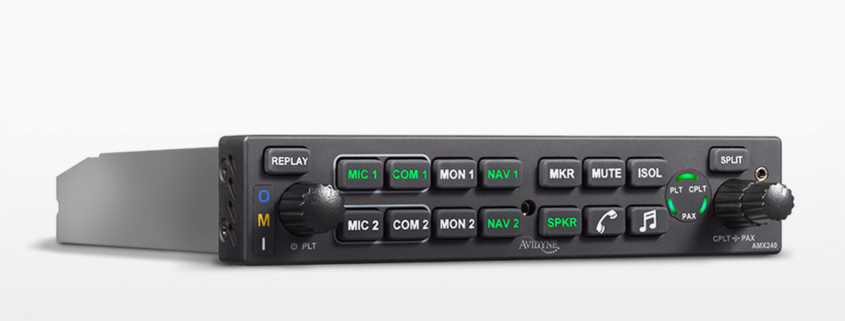 REPLAY
SPLIT
MIC 1 COM 1 MON 1 NAV 1 MKR MUTE ISOL
PLT CPLT
PAX
O
M
I
MIC 2 COM 2 MON 2 NAV 2 SPKR
PLT
AVIDYNE
CPLT PAX
AMX240